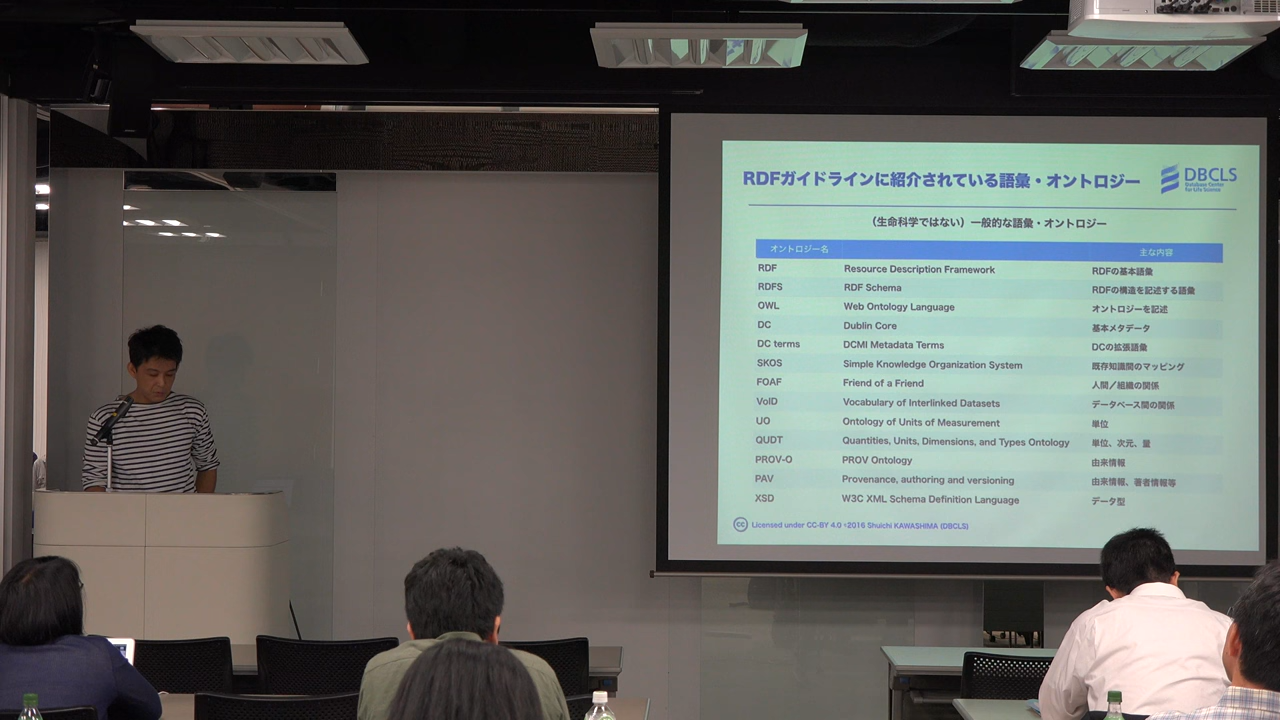 RDFガイドラインに紹介されている語彙・オントロジー
DBCLS
Database Center
for Life Science
（生命科学ではない）一般的な語彙・オントロジー
オントロジー名 主な内容
RDF Resource Description Framework RDFの基本語彙
RDFS RDF Schema RDFの構造を記述する語彙
OWL Web Ontology Language オントロジーを記述
DC Dublin Core 基本メタデータ
DC terms DCMI Metadata Terms DCの拡張語彙
SKOS Simple Knowledge Organization System 既存知識間のマッピング
FOAF Friend of a Friend 人間／組織の関係
VoID Vocabulary of Interlinked Datasets データベース間の関係
UO Ontology of Units of Measurement 単位
QUDT Quantities, Units, Dimensions, and Types Ontology 単位、次元、量
PROV-O PROV Ontology 由来情報
PAV Provenance, authoring and versioning 由来情報、著者情報等
XSD W3C XML Schema Definition Language データ型
cc Licensed under CC-BY 4.0 ©2016 Shuichi KAWASHIMA (DBCLS)